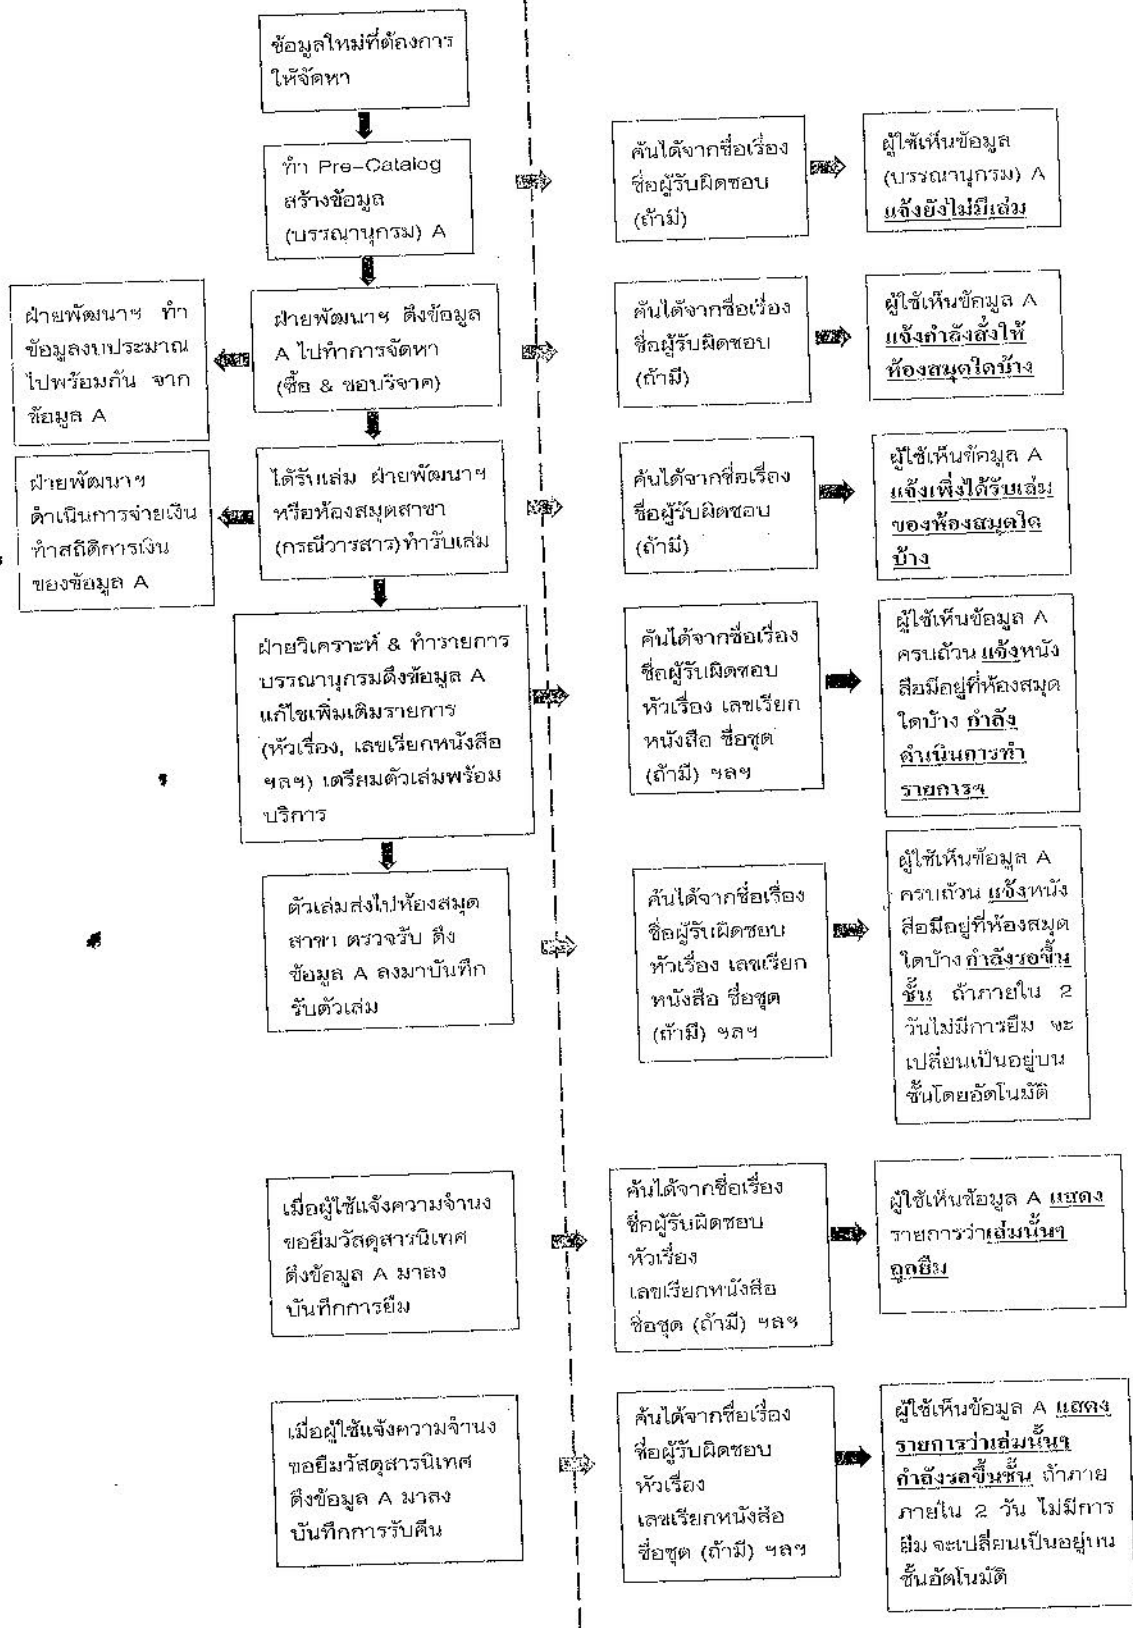 ข้อมูลใหม่ที่ต้องการ
ให้จัดหา
ทำ Pre-Catalog
สร้างข้อมูล
(บรรณานุกรม) A
ค้นได้จากชื่อเรื่อง
ชื่อผู้รับผิดชอบ
(ถ้ามี)
ผู้ใช้เห็นข้อมูล
(บรรณานุกรม) A
แจ้งยังไม่มีเล่ม
ฝ่ายพัฒนาฯ ทำ
ข้อมูลงบประมาณ
ไปพร้อมกัน จาก
ข้อมูล A
ฝ่ายพัฒนาฯ ดึงข้อมูล
A ไปทำการจัดหา
(ซื้อ & ขอบริจาค)
ค้นได้จากชื่อเรื่อง
ชื่อผู้รับผิดชอบ
(ถ้ามี)
ผู้ใช้เห็นข้อมูล A
แจ้งกำลังสั่งให้
ห้องสมุดใดบ้าง
ฝ่ายพัฒนาฯ
ดำเนินการจ่ายเงิน
ทำสถิติการเงิน
ของข้อมูล A
ได้รับเล่ม ฝ่ายพัฒนาฯ
หรือห้องสมุดสาขา
(กรณีวารสาร)ทำรับเล่ม
ค้นได้จากชื่อเรื่อง
ชื่อผู้รับผิดชอบ
(ถ้ามี)
ผู้ใช้เห็นข้อมูล A
แจ้งเพิ่งได้รับเล่ม
ของห้องสมุดใด
บ้าง
ฝ่ายวิเคราะห์ & ทำรายการ
บรรณานุกรมดึงข้อมูล A
แก้ไขเพิ่มเติมรายการ
(หัวเรื่อง, เลขเรียกหนังสือ
ฯลฯ) เตรียมตัวเล่มพร้อม
บริการ
ค้นได้จากชื่อเรื่อง
ชื่อผู้รับผิดชอบ
หัวเรื่อง เลขเรียก
หนังสือ ชื่อชุด
(ถ้ามี) ฯลฯ
ผู้ใช้เห็นข้อมูล A
ครบถ้วน แจ้งหนัง
สือมีอยู่ที่ห้องสมุด
ใดบ้าง กำลัง
ดำเนินการทำ
รายการฯ
ตัวเล่มส่งไปห้องสมุด
สาขา ตรวจรับ ดึง
ข้อมูล A ลงมาบันทึก
รับตัวเล่ม
ค้นได้จากชื่อเรื่อง
ชื่อผู้รับผิดชอบ
หัวเรื่อง เลขเรียก
หนังสือ ชื่อชุด
(ถ้ามี) ฯลฯ
ผู้ใช้เห็นข้อมูล A
ครบถ้วน แจ้งหนัง
สือมีอยู่ที่ห้องสมุด
ใดบ้าง กำลังรอขึ้น
ชั้น ถ้าภายใน 2
วันไม่มีการยืม จะ
เปลี่ยนเป็นอยู่บน
ชั้นโดยอัตโนมัติ
เมื่อผู้ใช้แจ้งความจำนง
ขอยืมวัสดุสารนิเทศ
ดึงข้อมูล A มาลง
บันทึกการยืม
ค้นได้จากชื่อเรื่อง
ชื่อผู้รับผิดชอบ
หัวเรื่อง
เลขเรียกหนังสือ
ชื่อชุด (ถ้ามี) ฯลฯ
ผู้ใช้เห็นข้อมูล A แสดง
รายการว่าเล่มนั้นๆ
ถูกยืม
เมื่อผู้ใช้แจ้งความจำนง
ขอยืมวัสดุสารนิเทศ
ดึงข้อมูล A มาลง
บันทึกการรับคืน
ค้นได้จากชื่อเรื่อง
ชื่อผู้รับผิดชอบ
หัวเรื่อง
เลขเรียกหนังสือ
ชื่อชุด (ถ้ามี) ฯลฯ
ผู้ใช้เห็นข้อมูล A แสดง
รายการว่าเล่มนั้นๆ
กำลังรอขึ้นชั้น ถ้าภาย
ภายใน 2 วัน ไม่มีการ
ยืม จะเปลี่ยนเป็นอยู่บน
ชั้นอัตโนมัติ